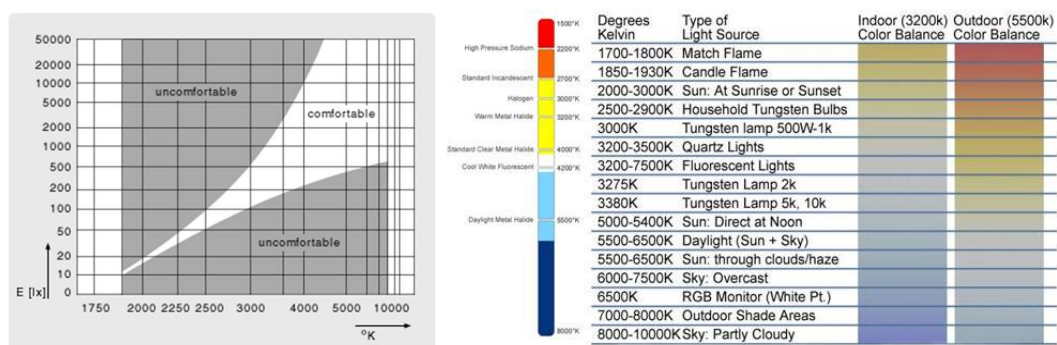 50000
20000
10000
5000
2000
1000
500
200
100
50
20
10
0
E [lx]
uncomfortable
comfortable
uncomfortable
1750 2000 2250 2500 3000 4000 5000 10000
°K
1500°K
High Pressure Sodium 2200°K
Standard Incandescent 2700°K
Halogen 3000°K
Warm Metal Halide 3200°K
Standard Clear Metal Halide 4000°K
Cool White Fluorescent 4200°K
Daylight Metal Halide 5500°K
8000°K
Degrees Type of Indoor (3200k) Outdoor (5500k)
Kelvin Light Source Color Balance Color Balance
1700-1800K Match Flame
1850-1930K Candle Flame
2000-3000K Sun: At Sunrise or Sunset
2500-2900K Household Tungsten Bulbs
3000K Tungsten lamp 500W-1k
3200-3500K Quartz Lights
3200-7500K Fluorescent Lights
3275K Tungsten Lamp 2k
3380K Tungsten Lamp 5k, 10k
5000-5400K Sun: Direct at Noon
5500-6500K Daylight (Sun + Sky)
5500-6500K Sun: through clouds/haze
6000-7500K Sky: Overcast
6500K RGB Monitor (White Pt.)
7000-8000K Outdoor Shade Areas
8000-10000K Sky: Partly Cloudy